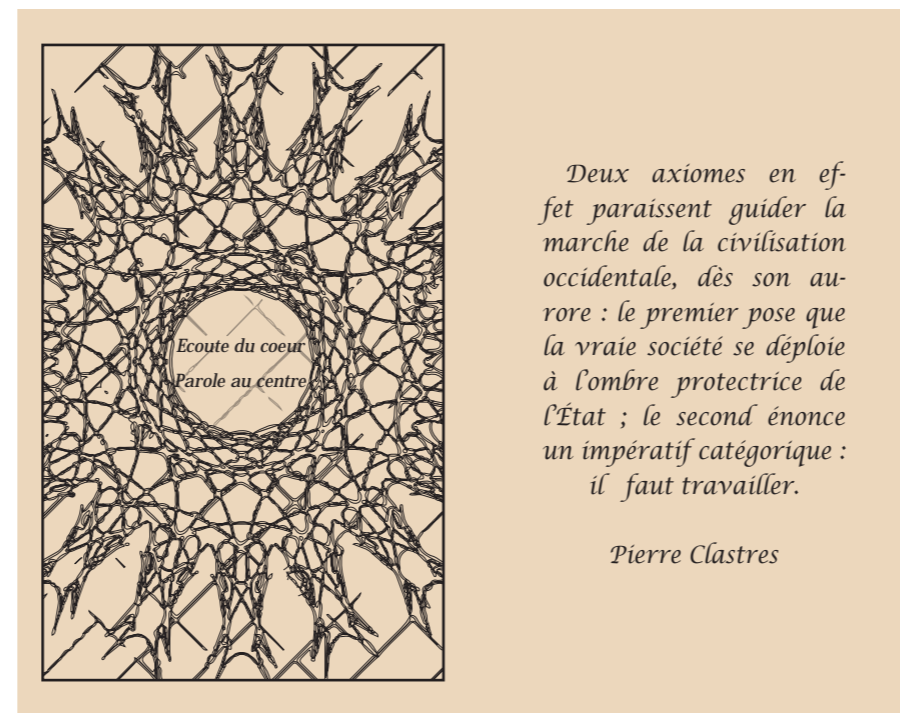 Ecoute du coeur
Parole au centre
Deux axiomes en ef-
fet paraissent guider la
marche de la civilisation
occidentale, dès son au-
rore : le premier pose que
la vraie société se déploie
à l'ombre protectrice de
l'État ; le second énonce
un impératif catégorique :
il faut travailler.
Pierre Clastres